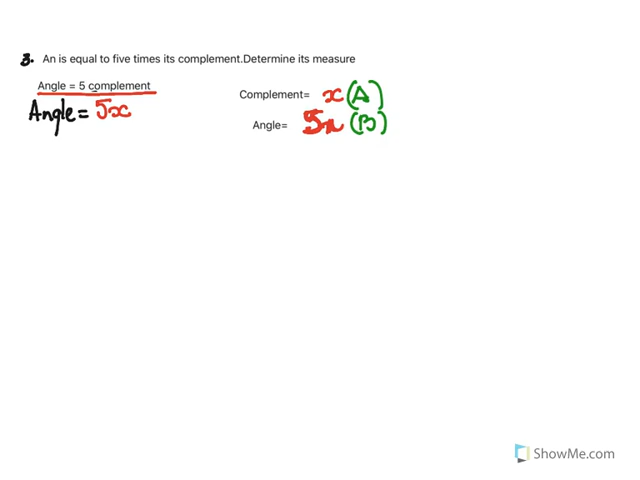 3. An is equal to five times its complement.Determine its measure
Angle = 5 complement
Angle = 5x
Complement= x (A)
Angle= 5x (B)
ShowMe.com